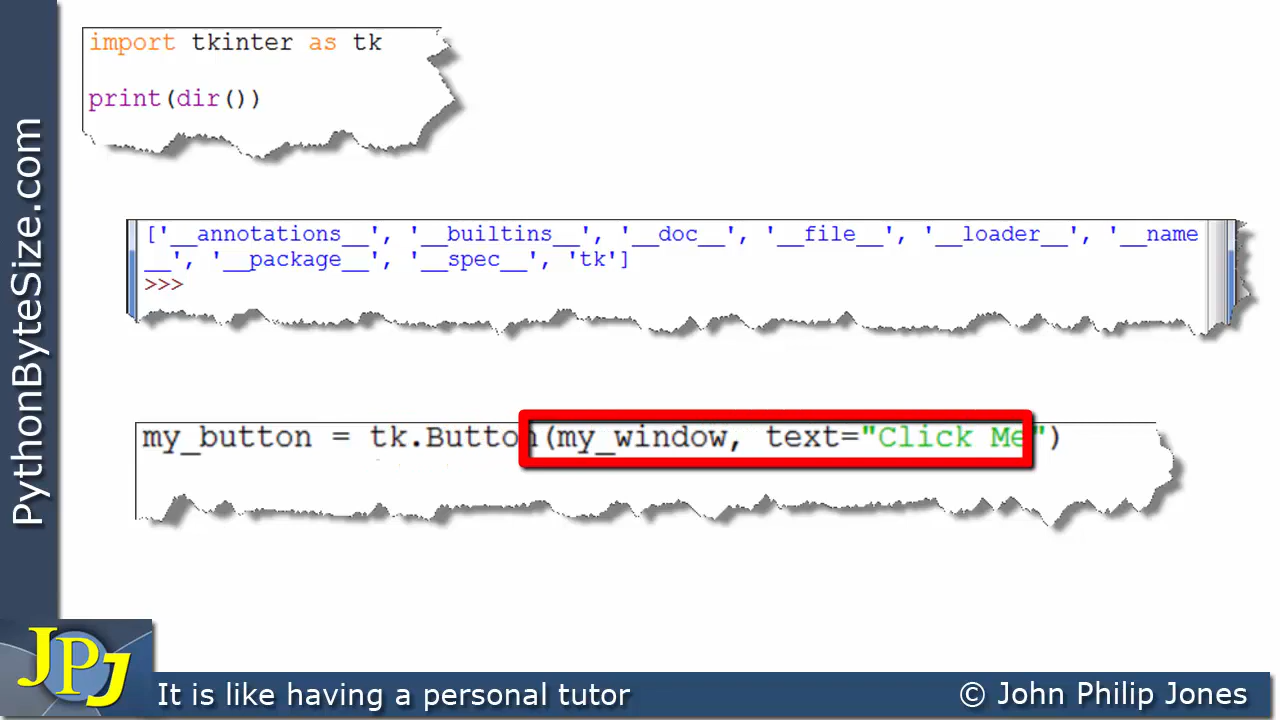 import tkinter as tk
print(dir())
['__annotations__', '__builtins__', '__doc__', '__file__', '__loader__', '__name
__', '__package__', '__spec__', 'tk']
>>>
my_button = tk.Button(my_window, text="Click Me")
PythonByteSize.com
JPJ
It is like having a personal tutor
© John Philip Jones